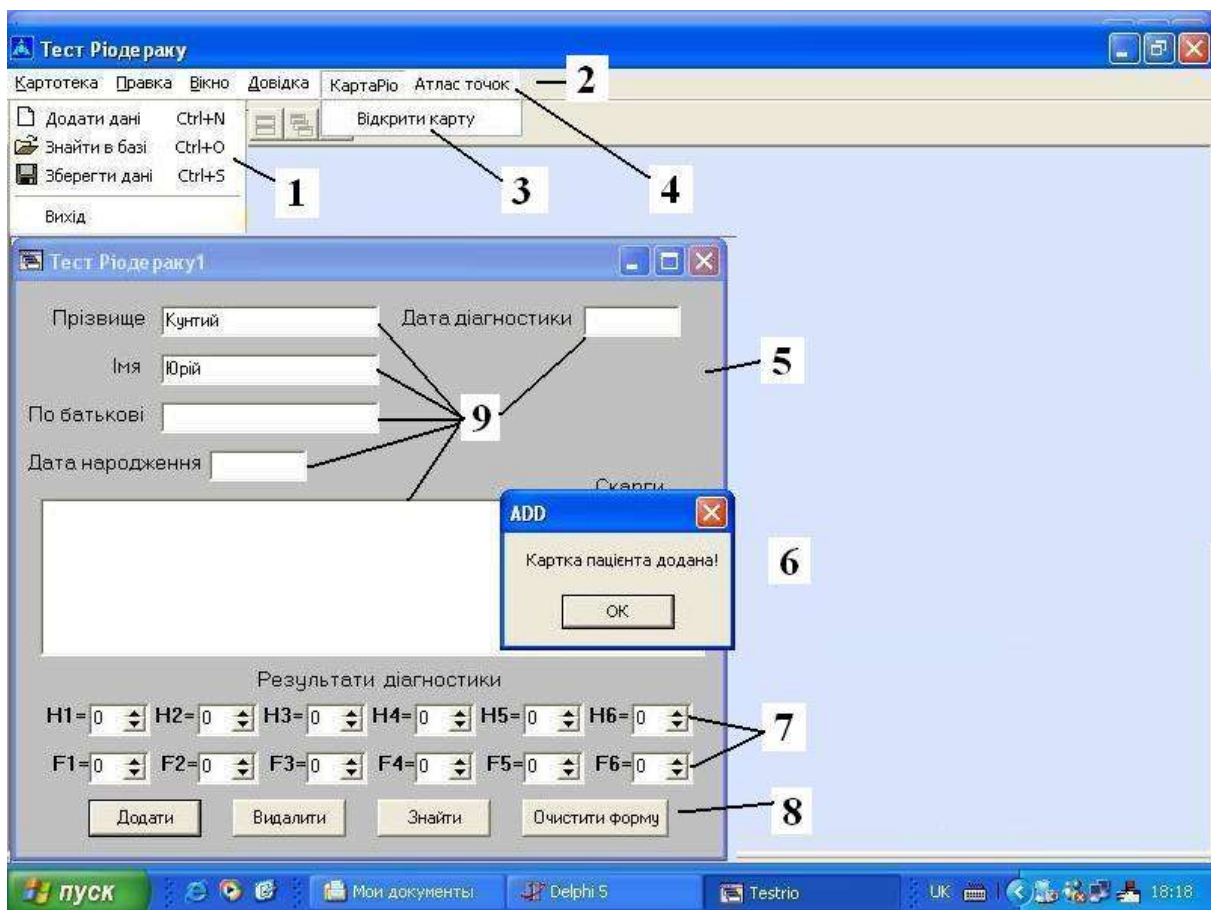 Тест Ріодераку
Картотека Правка Вікно Довідка КартаРіо Атлас точок 2
Додати дані Ctrl+N
Відкрити карту
Знайти в базі Ctrl+O
Зберегти дані Ctrl+S
1 3 4
Вихід
Тест Ріодераку1
Прізвище Кунтий Дата діагностики
5
Імя Юрій
По батькові 9
Дата народження
Скарги
ADD
Картка пацієнта додана! 6
OK
Результати діагностики
H1=0 H2=0 H3=0 H4=0 H5=0 H6=0 7
F1=0 F2=0 F3=0 F4=0 F5=0 F6=0
Додати Видалити Знайти Очистити форму 8
пуск Мои документы Delphi 5 Testrio UK 18:18